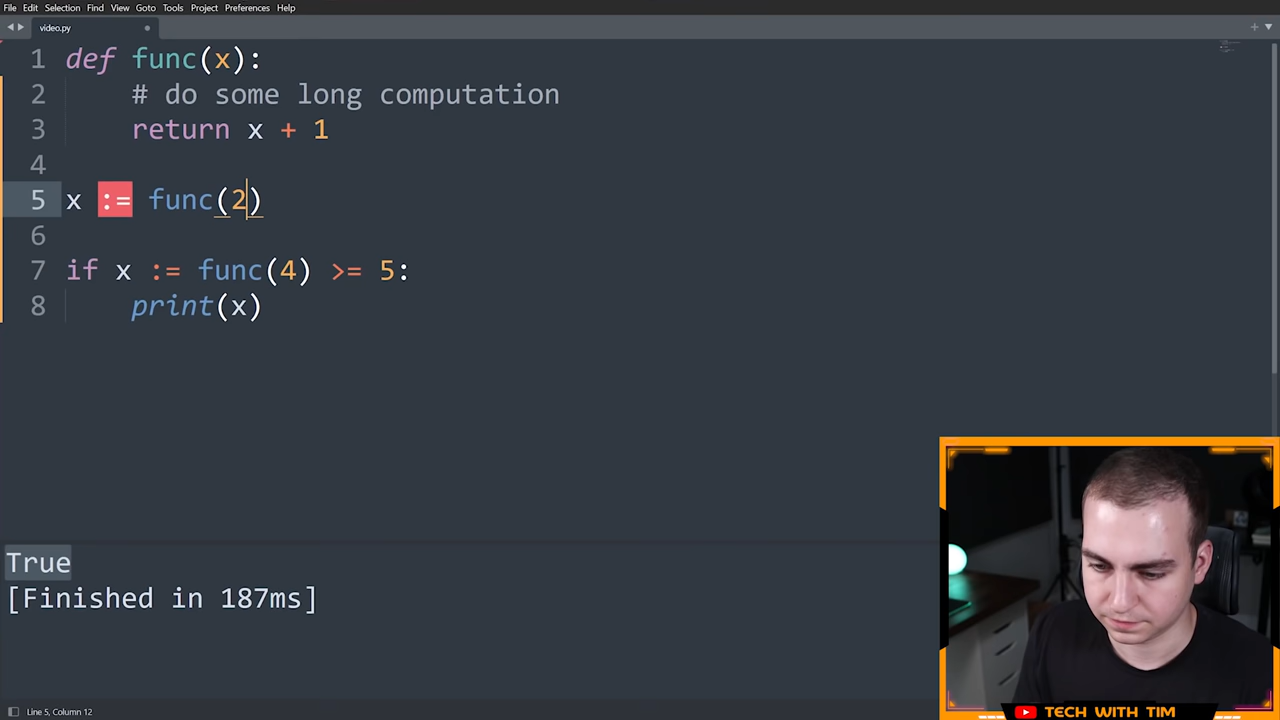 File Edit Selection Find View Goto Tools Project Preferences Help
video.py
1 def func(x):
2 # do some long computation
3 return x + 1
4
5 x := func(2)
6
7 if x := func(4) >= 5:
8 print(x)
True
[Finished in 187ms]
TECH WITH TIM
Line 5, Column 12